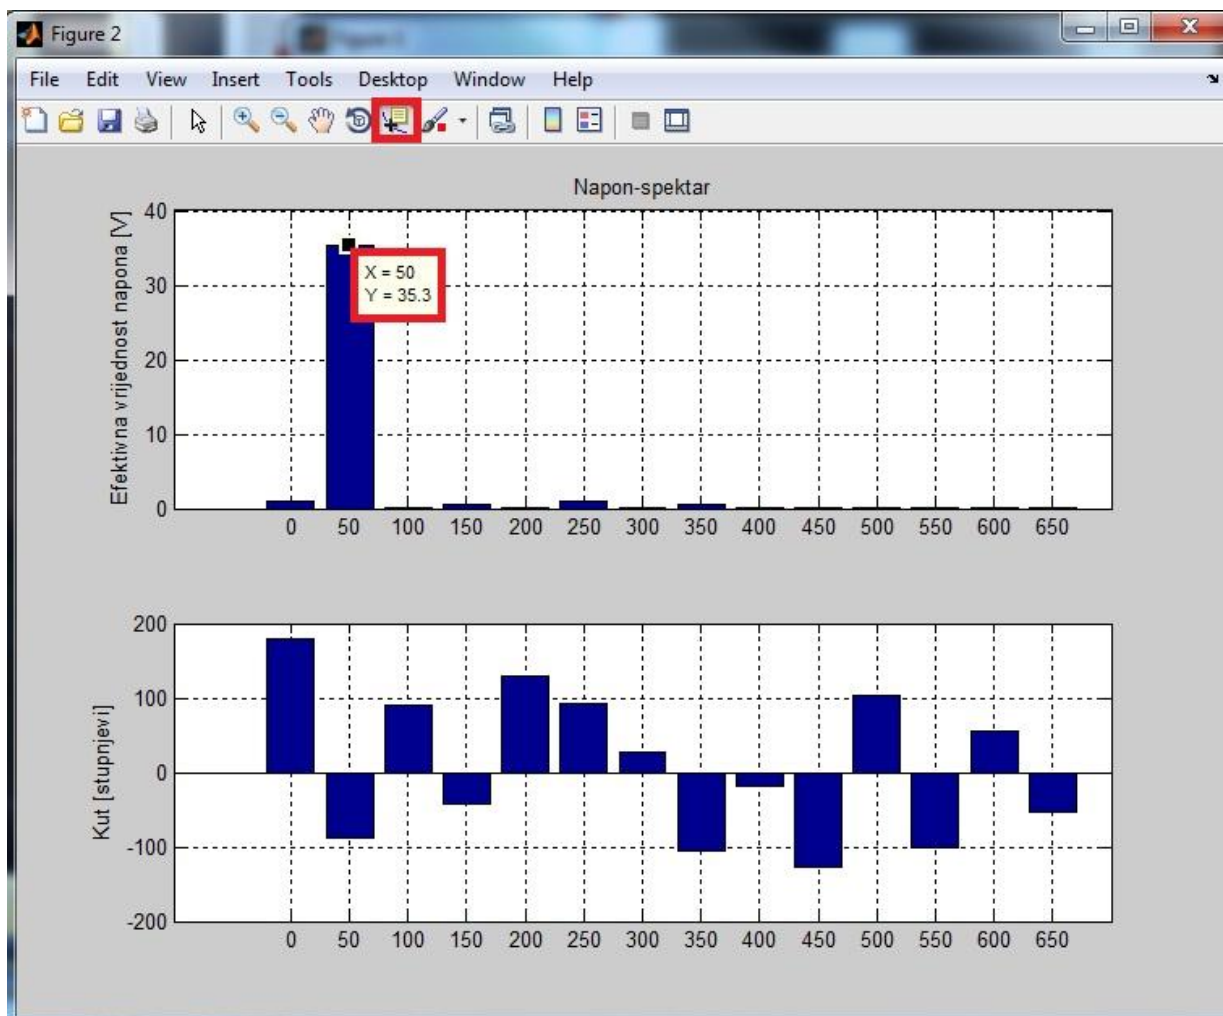 Figure 2
File Edit View Insert Tools Desktop Window Help
Napon-spektar
Efektivna vrijednost napona [V]
40
30
20
10
0
X = 50
Y = 35.3
0 50 100 150 200 250 300 350 400 450 500 550 600 650
Kut [stupnjevi]
200
100
0
-100
-200
0 50 100 150 200 250 300 350 400 450 500 550 600 650